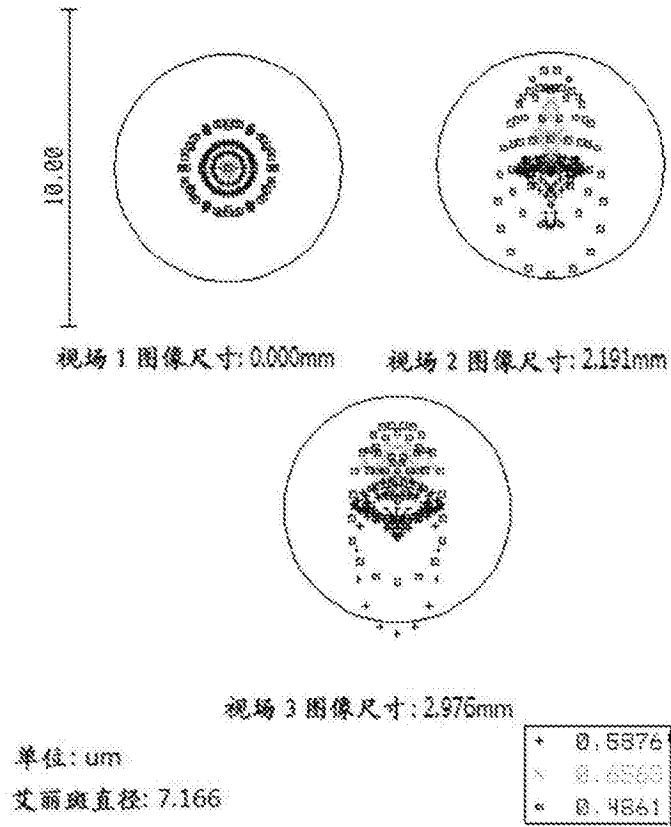 10.00
视场 1 图像尺寸: 0.000mm
视场 2 图像尺寸: 2.191mm
视场 3 图像尺寸: 2.976mm
单位: um
艾丽斑直径: 7.166
+ 0.5876
× 0.6560
0.4861